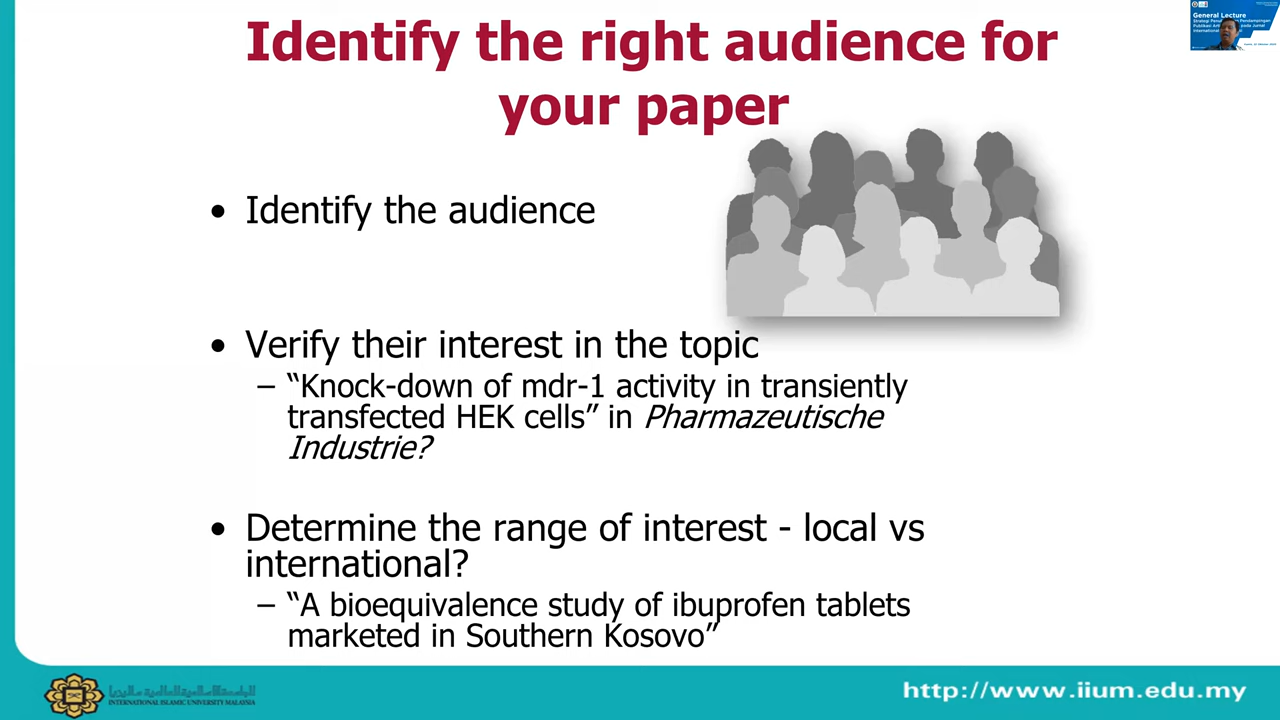 General Lecture
Identify the right audience for
your paper
• Identify the audience
• Verify their interest in the topic
– “Knock-down of mdr-1 activity in transiently
transfected HEK cells” in Pharmazeutische
Industrie?
• Determine the range of interest - local vs
international?
– “A bioequivalence study of ibuprofen tablets
marketed in Southern Kosovo”
INTERNATIONAL ISLAMIC UNIVERSITY MALAYSIA
http://www.iium.edu.my